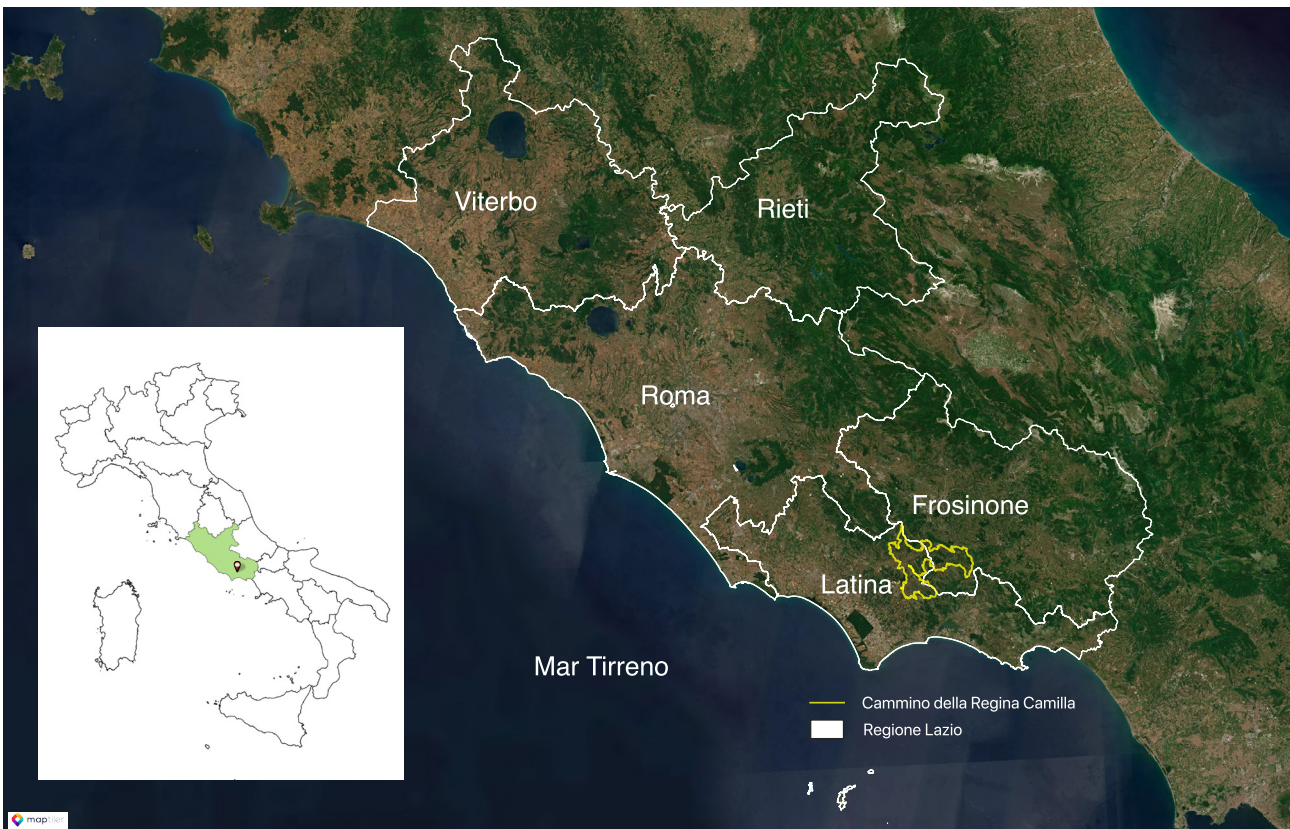 Viterbo
Rieti
Roma
Frosinone
Latina
Mar Tirreno
Cammino della Regina Camilla
Regione Lazio
maptiler